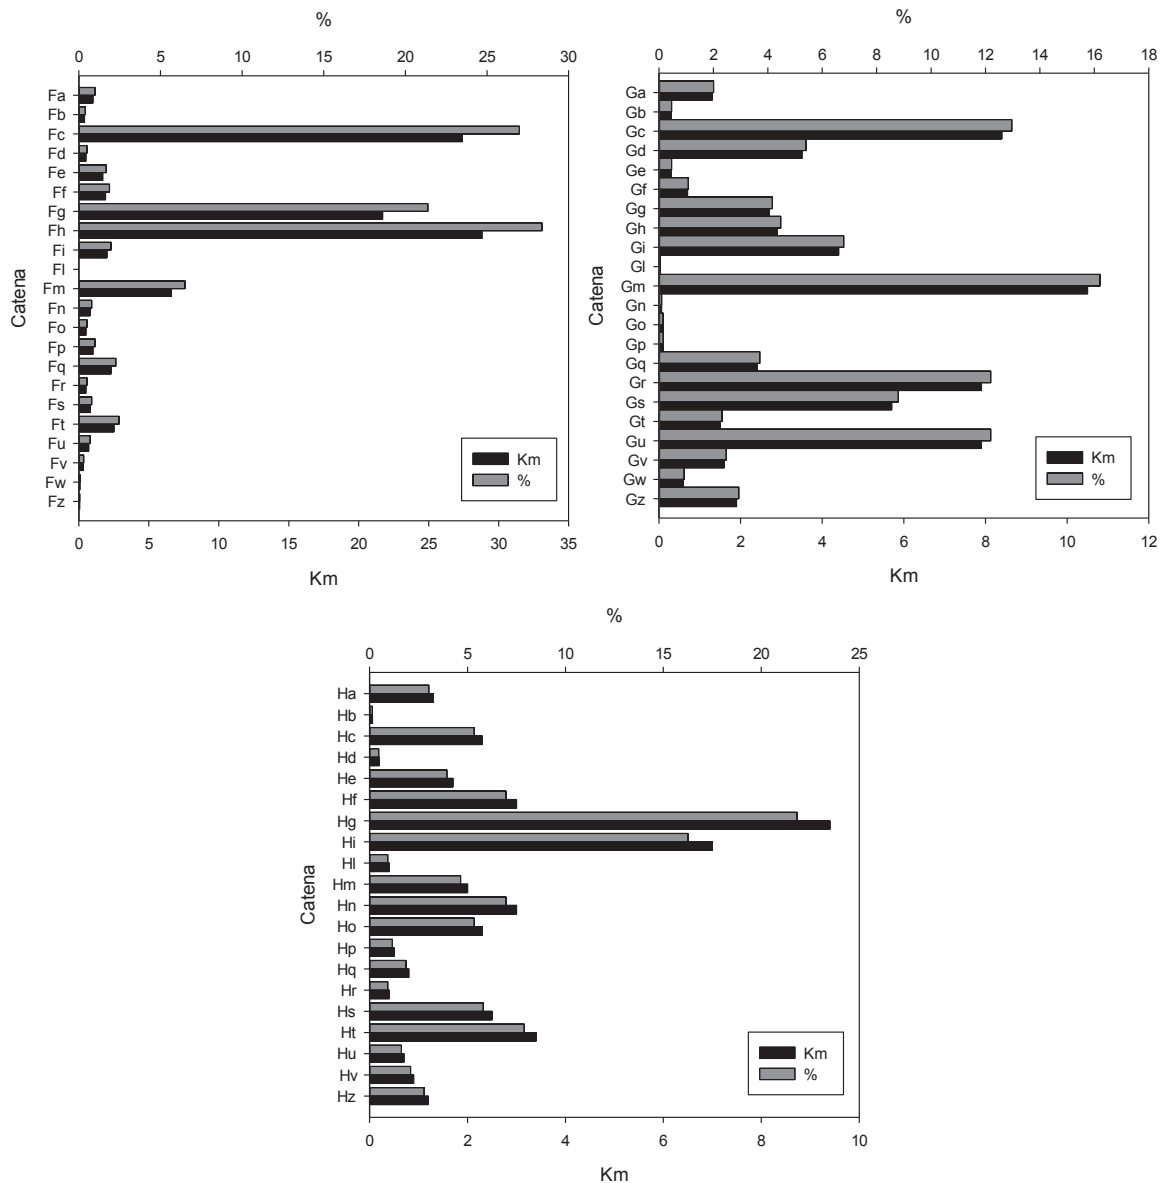 %
0 5 10 15 20 25 30
Catena
Fa
Fb
Fc
Fd
Fe
Ff
Fg
Fh
Fi
Fl
Fm
Fn
Fo
Fp
Fq
Fr
Fs
Ft
Fu
Fv
Fw
Fz
Km
%
0 5 10 15 20 25 30 35
Km
%
0 2 4 6 8 10 12 14 16 18
Catena
Ga
Gb
Gc
Gd
Ge
Gf
Gg
Gh
Gi
Gl
Gm
Gn
Go
Gp
Gq
Gr
Gs
Gt
Gu
Gv
Gw
Gz
Km
%
0 2 4 6 8 10 12
Km
%
0 5 10 15 20 25
Catena
Ha
Hb
Hc
Hd
He
Hf
Hg
Hi
Hl
Hm
Hn
Ho
Hp
Hq
Hr
Hs
Ht
Hu
Hv
Hz
Km
%
0 2 4 6 8 10
Km